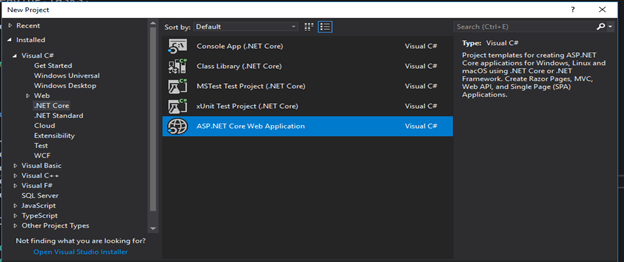 New Project
?
Recent
Installed
Visual C#
Get Started
Windows Universal
Windows Desktop
Web
.NET Core
.NET Standard
Cloud
Extensibility
Test
WCF
Visual Basic
Visual C++
Visual F#
SQL Server
JavaScript
TypeScript
Other Project Types
Not finding what you are looking for?
Open Visual Studio Installer
Sort by: Default
Console App (.NET Core) Visual C#
Class Library (.NET Core) Visual C#
MSTest Test Project (.NET Core) Visual C#
xUnit Test Project (.NET Core) Visual C#
ASP.NET Core Web Application Visual C#
Search (Ctrl+E)
Type: Visual C#
Project templates for creating ASP.NET
Core applications for Windows, Linux and
macOS using .NET Core or .NET
Framework. Create Razor Pages, MVC,
Web API, and Single Page (SPA)
Applications.